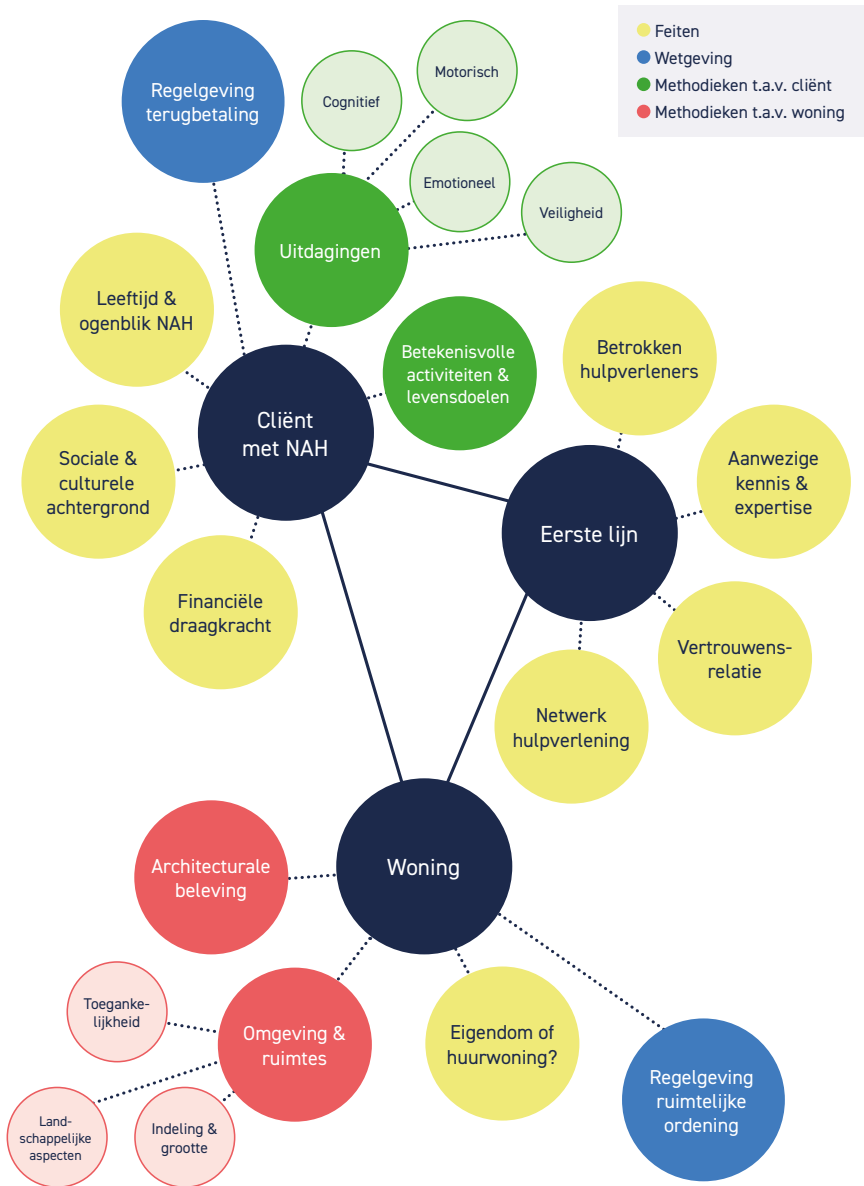 Feiten
Wetgeving
Methodieken t.a.v. cliënt
Methodieken t.a.v. woning
Regelgeving
terugbetaling
Cognitief
Motorisch
Emotioneel
Veiligheid
Uitdagingen
Leeftijd &
ogenblik NAH
Betekenisvolle
activiteiten &
levensdoelen
Betrokken
hulpverleners
Cliënt
met NAH
Sociale &
culturele
achtergrond
Aanwezige
kennis &
expertise
Eerste lijn
Financiële
draagkracht
Vertrouwens-
relatie
Netwerk
hulpverlening
Architecturale
beleving
Woning
Toeganke-
lijkheid
Omgeving &
ruimtes
Eigendom of
huurwoning?
Regelgeving
ruimtelijke
ordening
Land-
schappelijke
aspecten
Indeling &
grootte